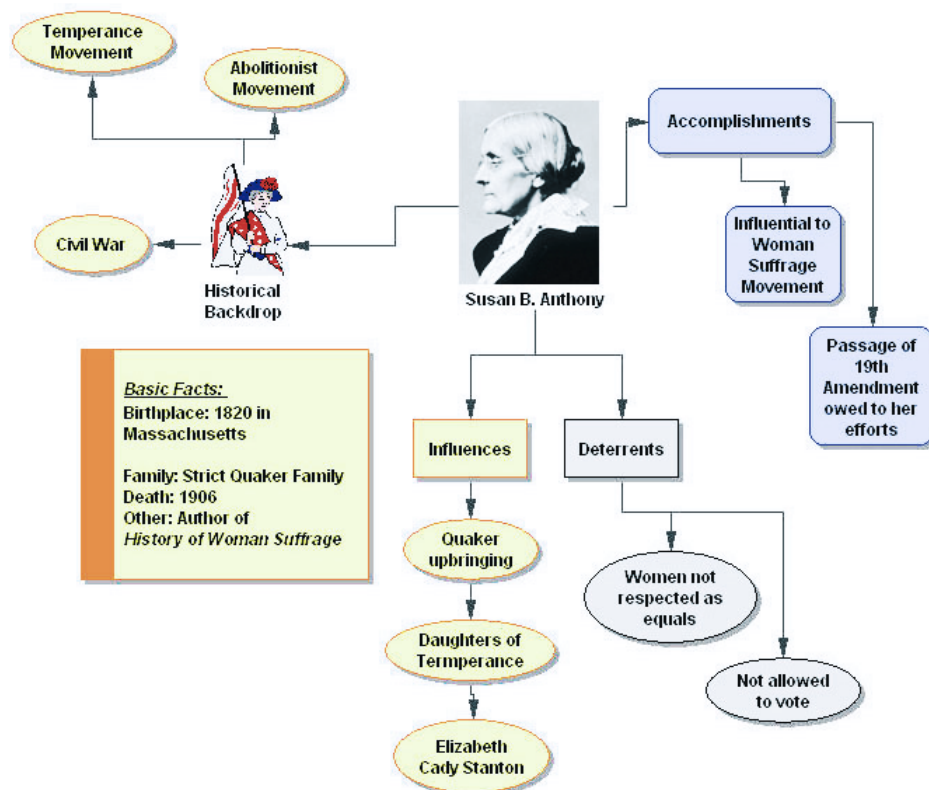 Temperance
Movement
Abolitionist
Movement
Accomplishments
Civil War
Historical
Backdrop
Susan B. Anthony
Influential to
Woman
Suffrage
Movement
Passage of
19th
Amendment
owed to her
efforts
Basic Facts:
Birthplace: 1820 in
Massachusetts
Family: Strict Quaker Family
Death: 1906
Other: Author of
History of Woman Suffrage
Influences
Deterrents
Quaker
upbringing
Women not
respected as
equals
Daughters of
Termperance
Not allowed
to vote
Elizabeth
Cady Stanton